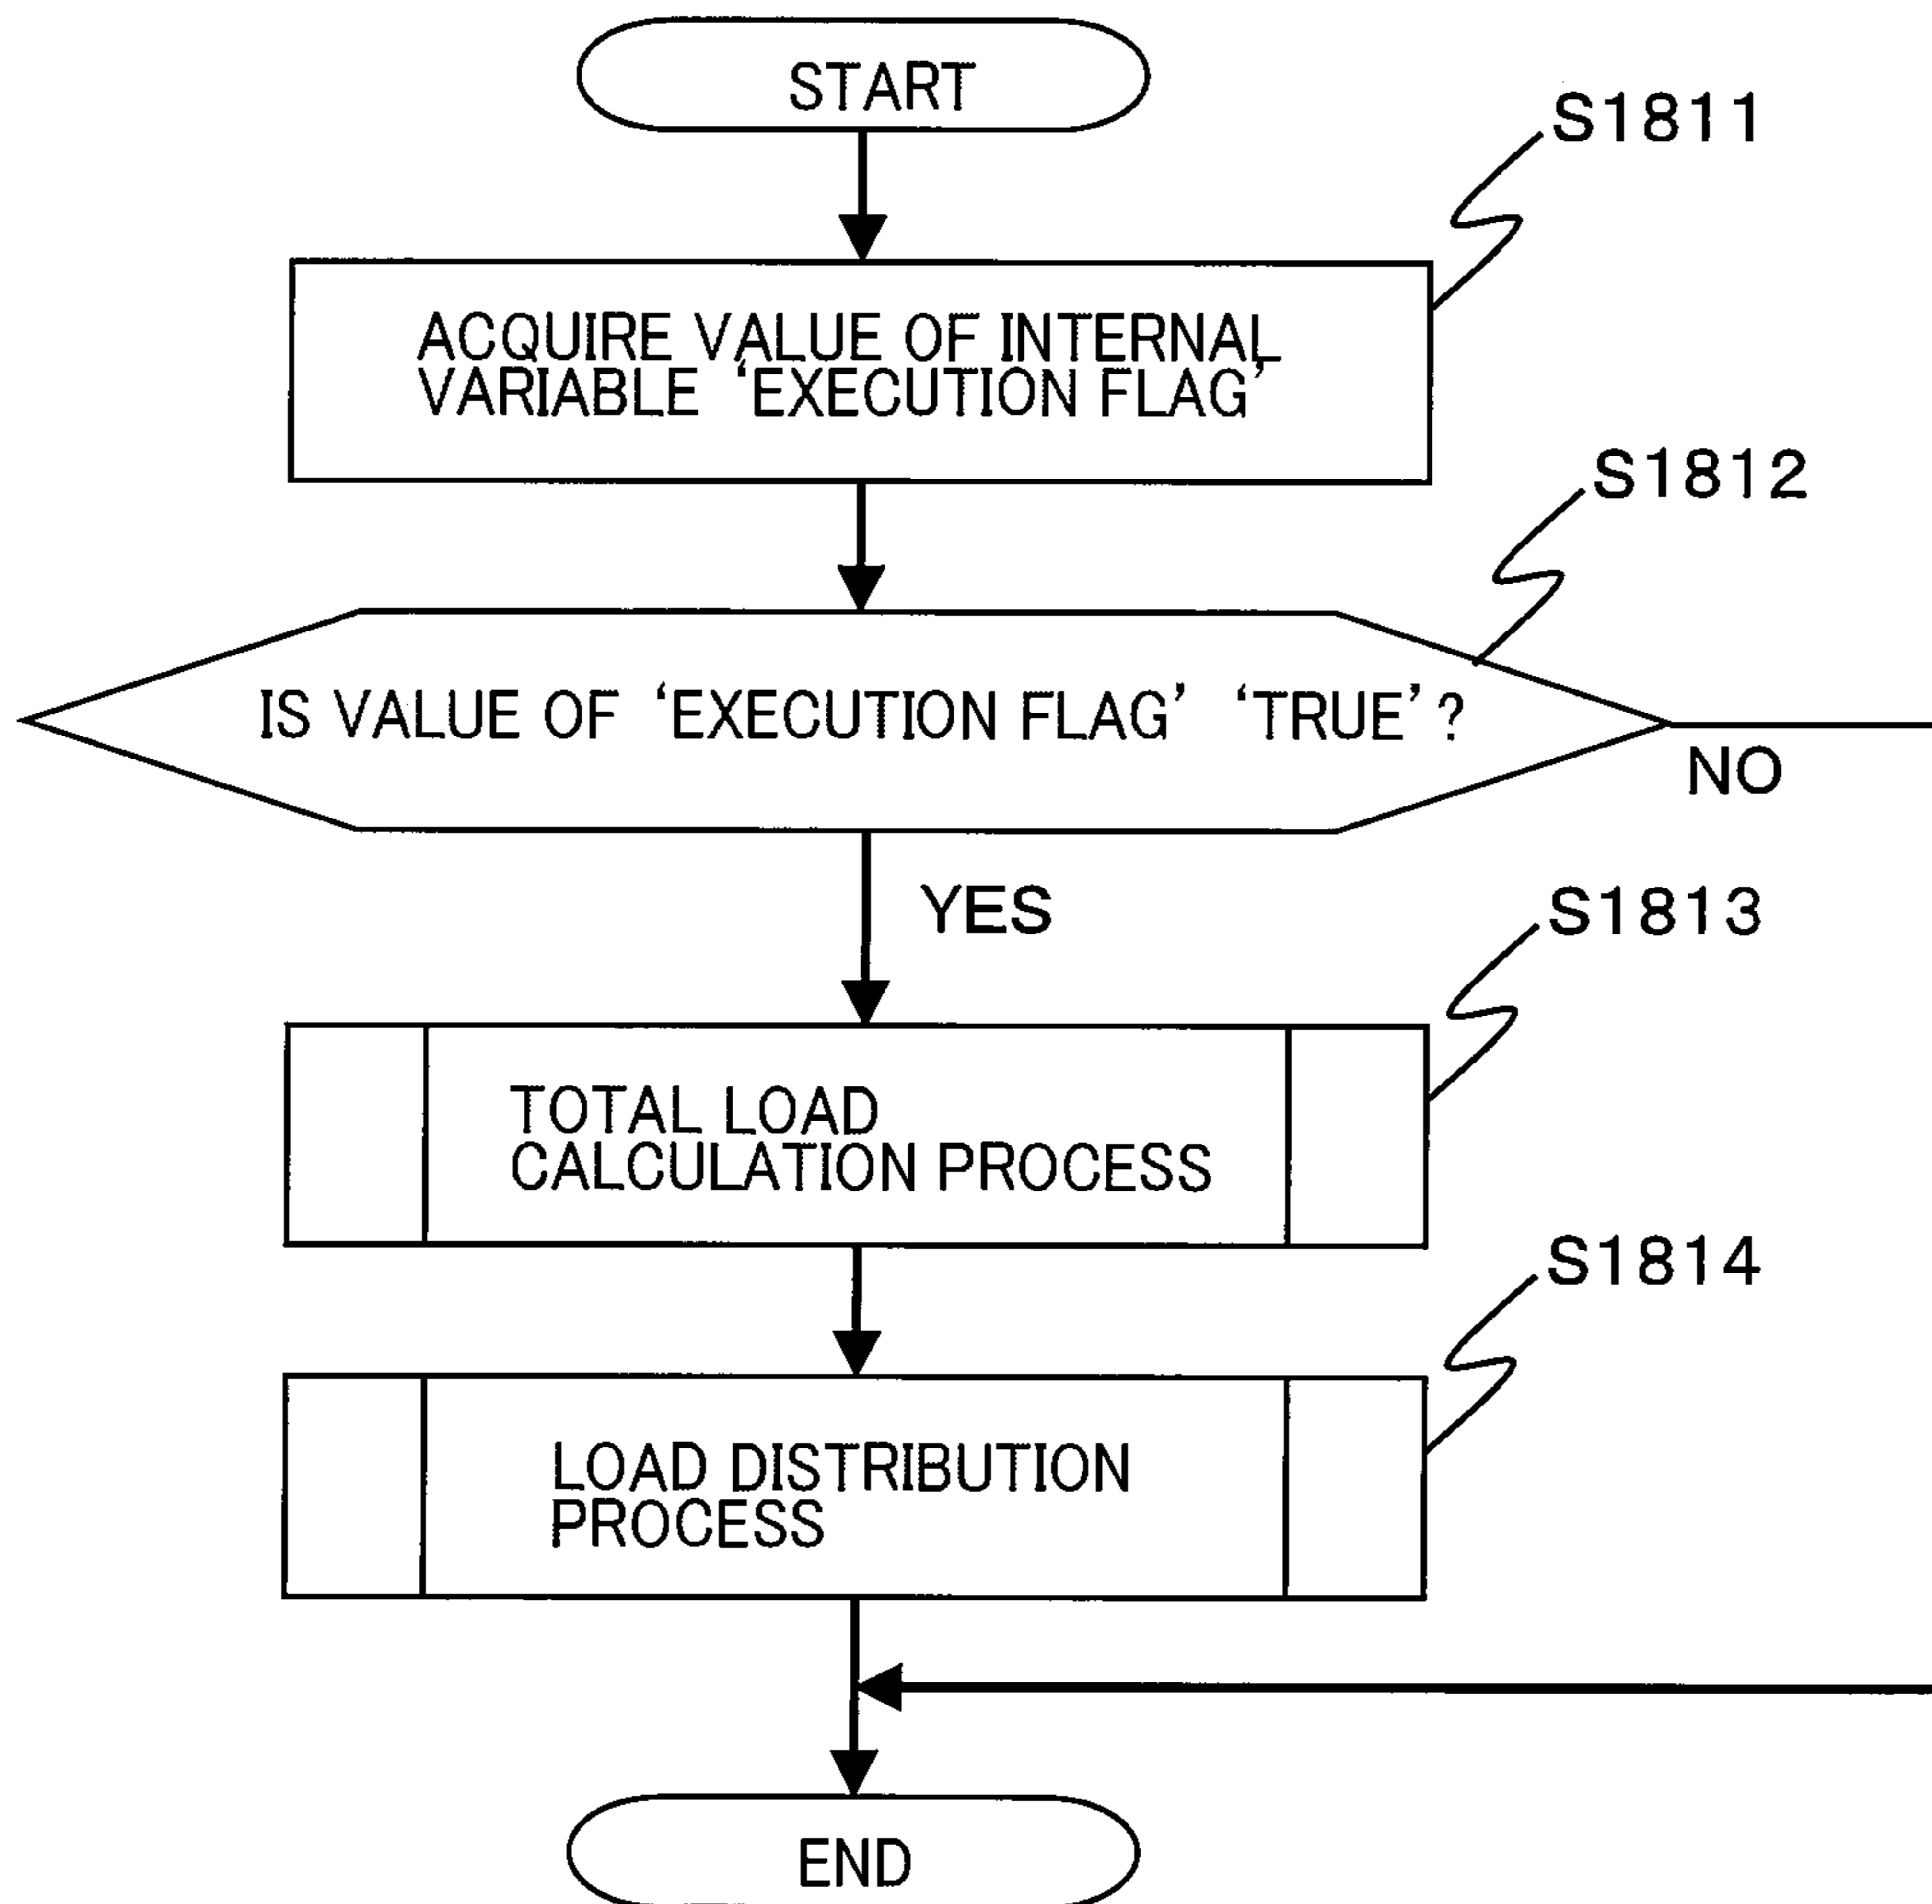 START
S1811
ACQUIRE VALUE OF INTERNAL
VARIABLE ‘EXECUTION FLAG’
S1812
IS VALUE OF ‘EXECUTION FLAG’ ‘TRUE’?
NO
YES
S1813
TOTAL LOAD
CALCULATION PROCESS
S1814
LOAD DISTRIBUTION
PROCESS
END